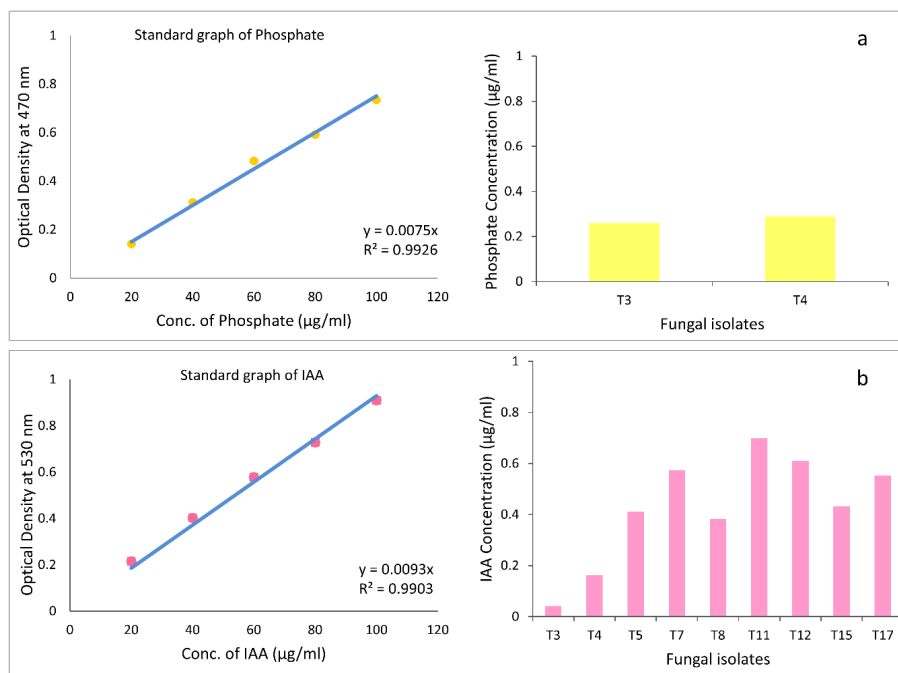 Standard graph of Phosphate
Optical Density at 470 nm
1
0.8
0.6
0.4
0.2
0
0 20 40 60 80 100 120
y = 0.0075x
R² = 0.9926
Conc. of Phosphate (µg/ml)
a
Phosphate Concentration (µg/ml)
1
0.8
0.6
0.4
0.2
0
T3 T4
Fungal isolates
Standard graph of IAA
Optical Density at 530 nm
1
0.8
0.6
0.4
0.2
0
0 20 40 60 80 100 120
y = 0.0093x
R² = 0.9903
Conc. of IAA (µg/ml)
b
IAA Concentration (µg/ml)
1
0.8
0.6
0.4
0.2
0
T3 T4 T5 T7 T8 T11 T12 T15 T17
Fungal isolates